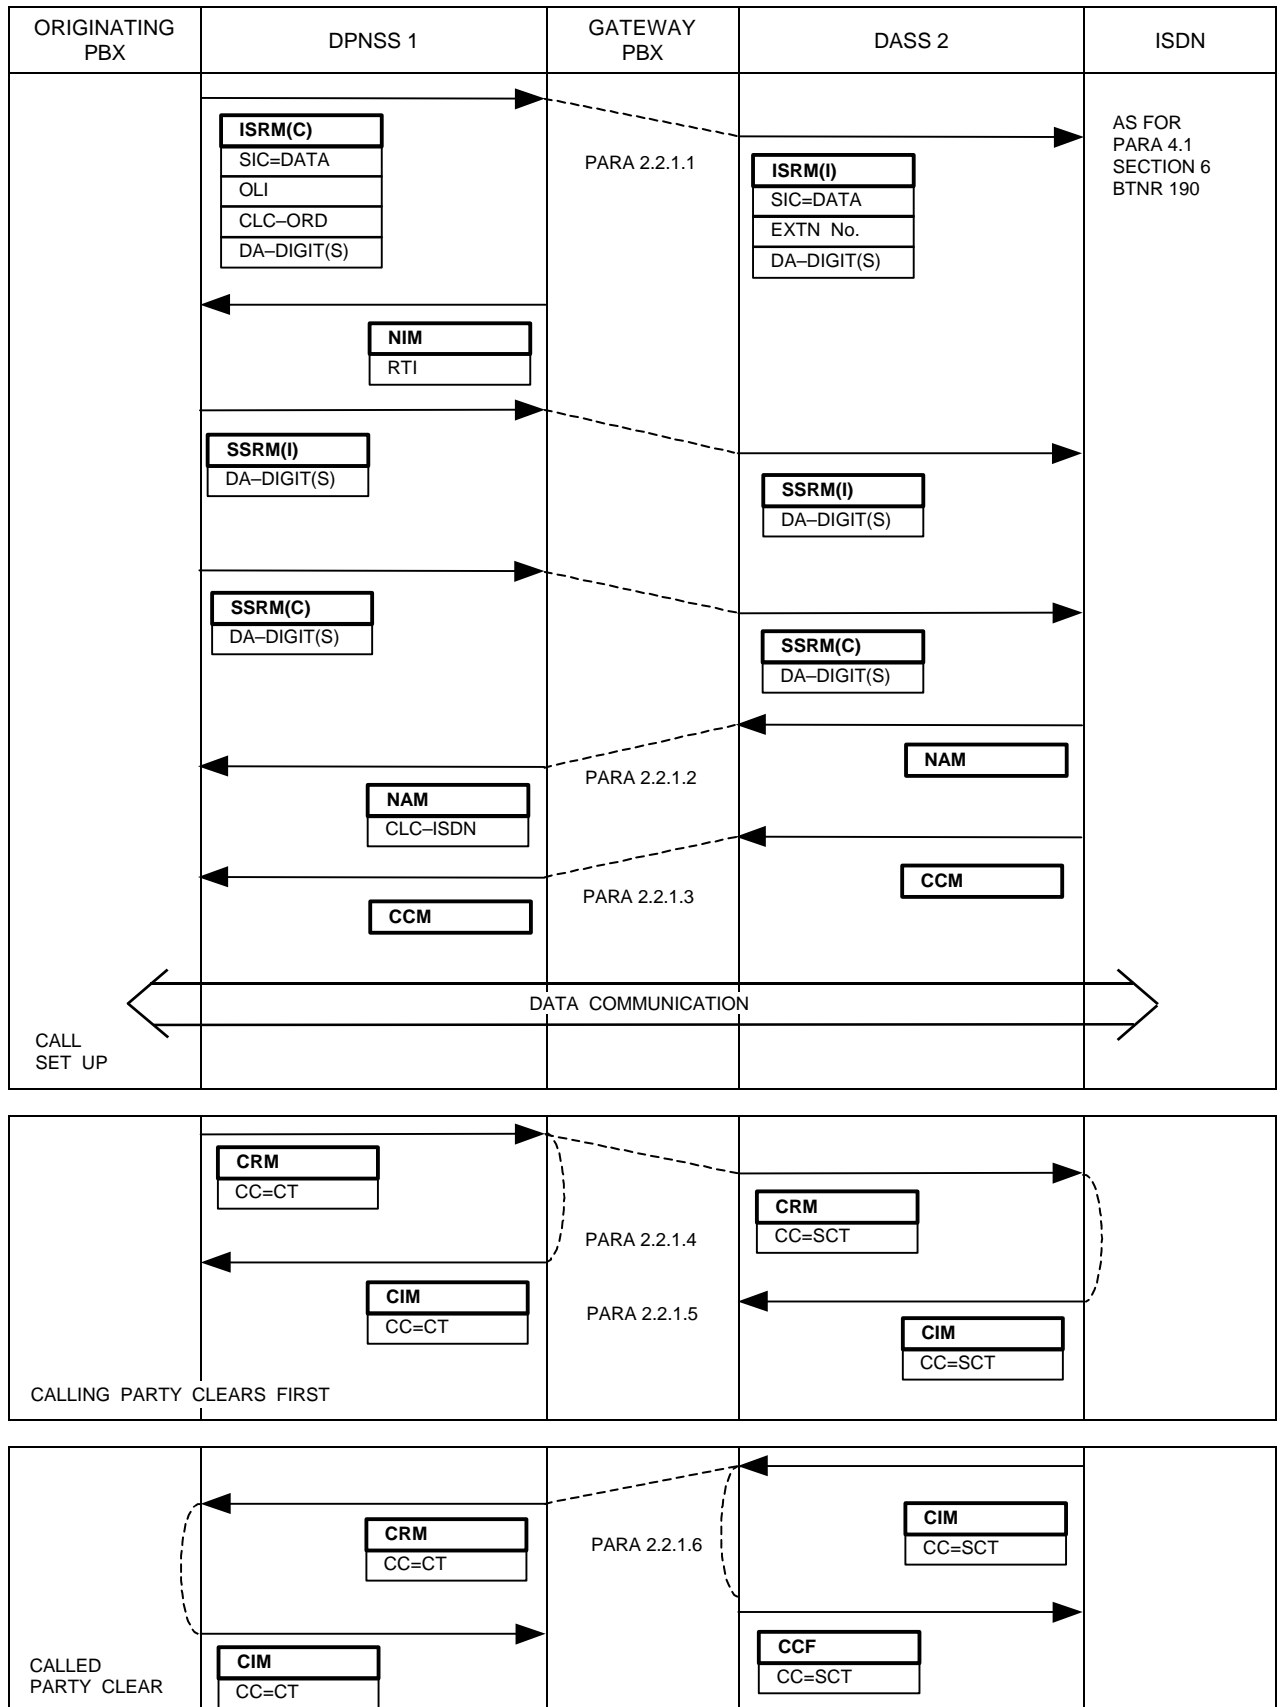 ORIGINATING
PBX
DPNSS 1
GATEWAY
PBX
DASS 2
ISDN
ISRM(C)
SIC=DATA
OLI
CLC–ORD
DA–DIGIT(S)
PARA 2.2.1.1
ISRM(I)
SIC=DATA
EXTN No.
DA–DIGIT(S)
AS FOR
PARA 4.1
SECTION 6
BTNR 190
NIM
RTI
SSRM(I)
DA–DIGIT(S)
SSRM(I)
DA–DIGIT(S)
SSRM(C)
DA–DIGIT(S)
SSRM(C)
DA–DIGIT(S)
NAM
PARA 2.2.1.2
NAM
CLC–ISDN
CCM
PARA 2.2.1.3
CCM
DATA COMMUNICATION
CALL
SET UP
CRM
CC=CT
CRM
CC=SCT
PARA 2.2.1.4
CIM
CC=CT
PARA 2.2.1.5
CIM
CC=SCT
CALLING PARTY CLEARS FIRST
CIM
CC=SCT
CRM
CC=CT
PARA 2.2.1.6
CCF
CC=SCT
CALLED
PARTY CLEAR
CIM
CC=CT